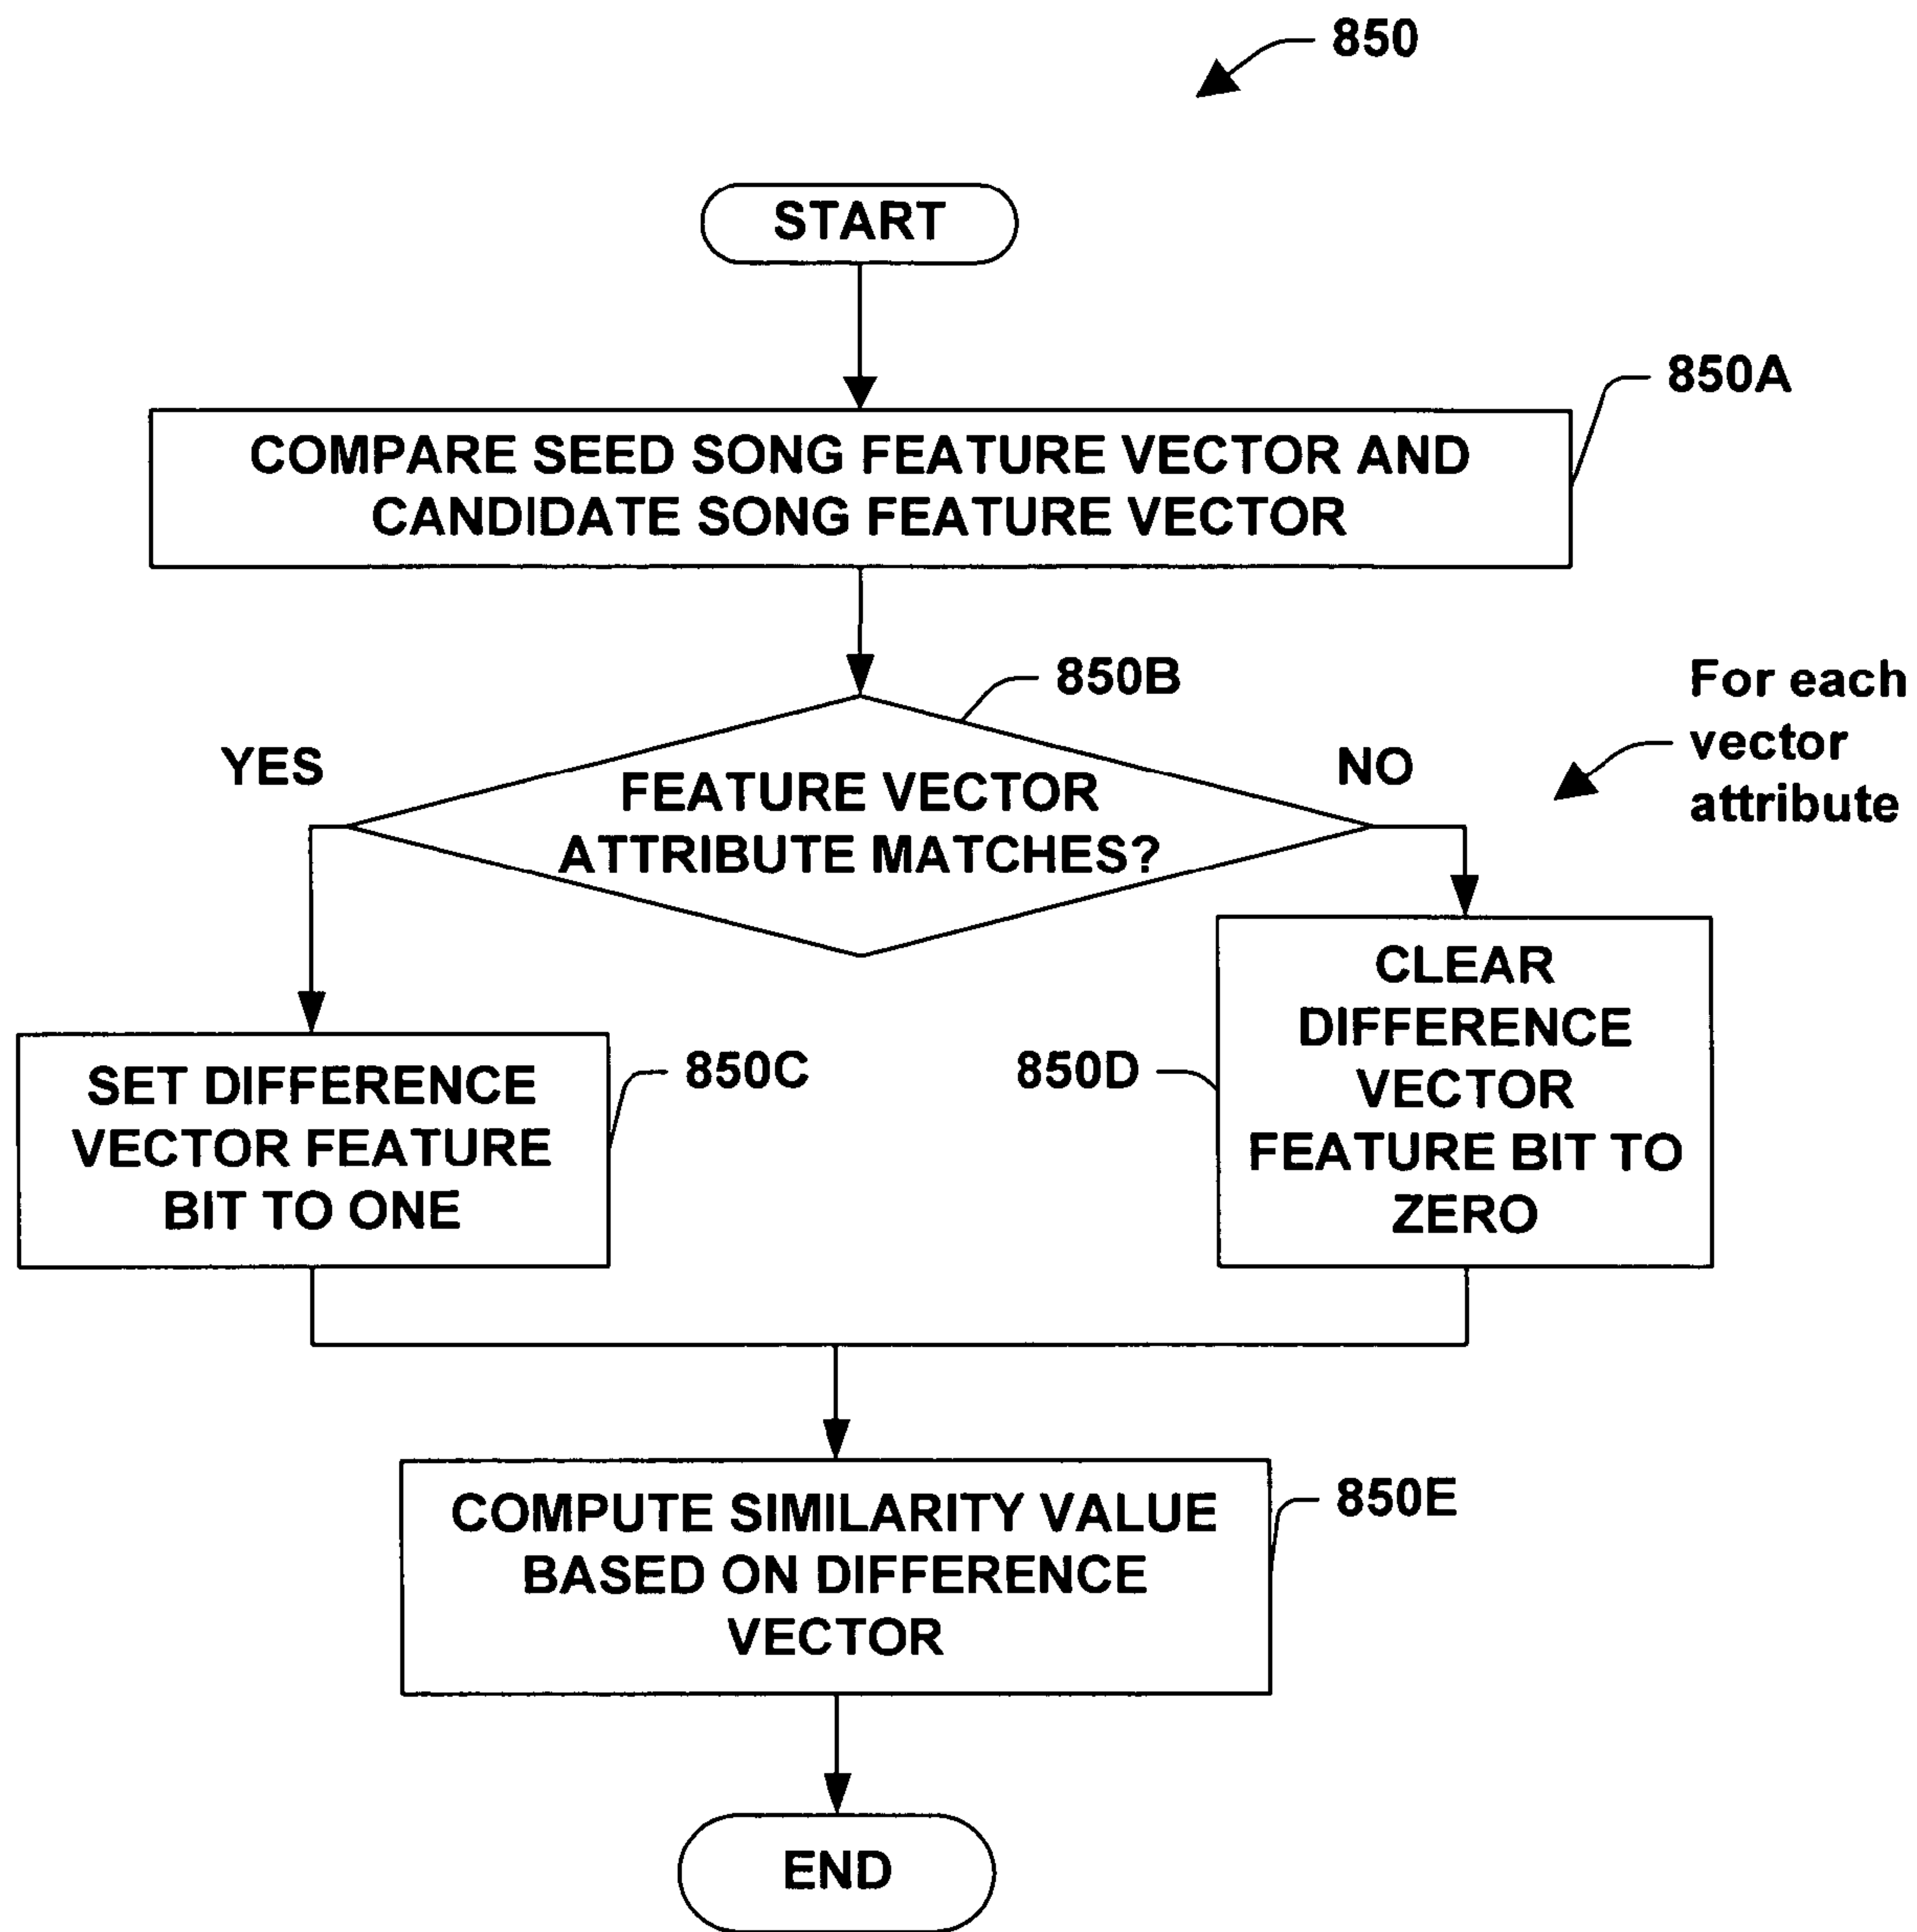 850
START
850A
COMPARE SEED SONG FEATURE VECTOR AND
CANDIDATE SONG FEATURE VECTOR
850B
For each
vector
attribute
YES
NO
FEATURE VECTOR
ATTRIBUTE MATCHES?
SET DIFFERENCE
VECTOR FEATURE
BIT TO ONE
850C
850D
CLEAR
DIFFERENCE
VECTOR
FEATURE BIT TO
ZERO
COMPUTE SIMILARITY VALUE
BASED ON DIFFERENCE
VECTOR
850E
END